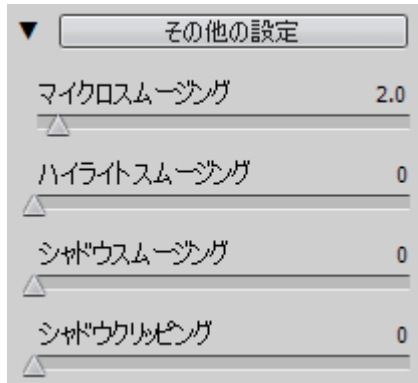 ▼ その他の設定
マイクロスムージング 2.0
ハイライトスムージング 0
シャドウスムージング 0
シャドウクリッピング 0